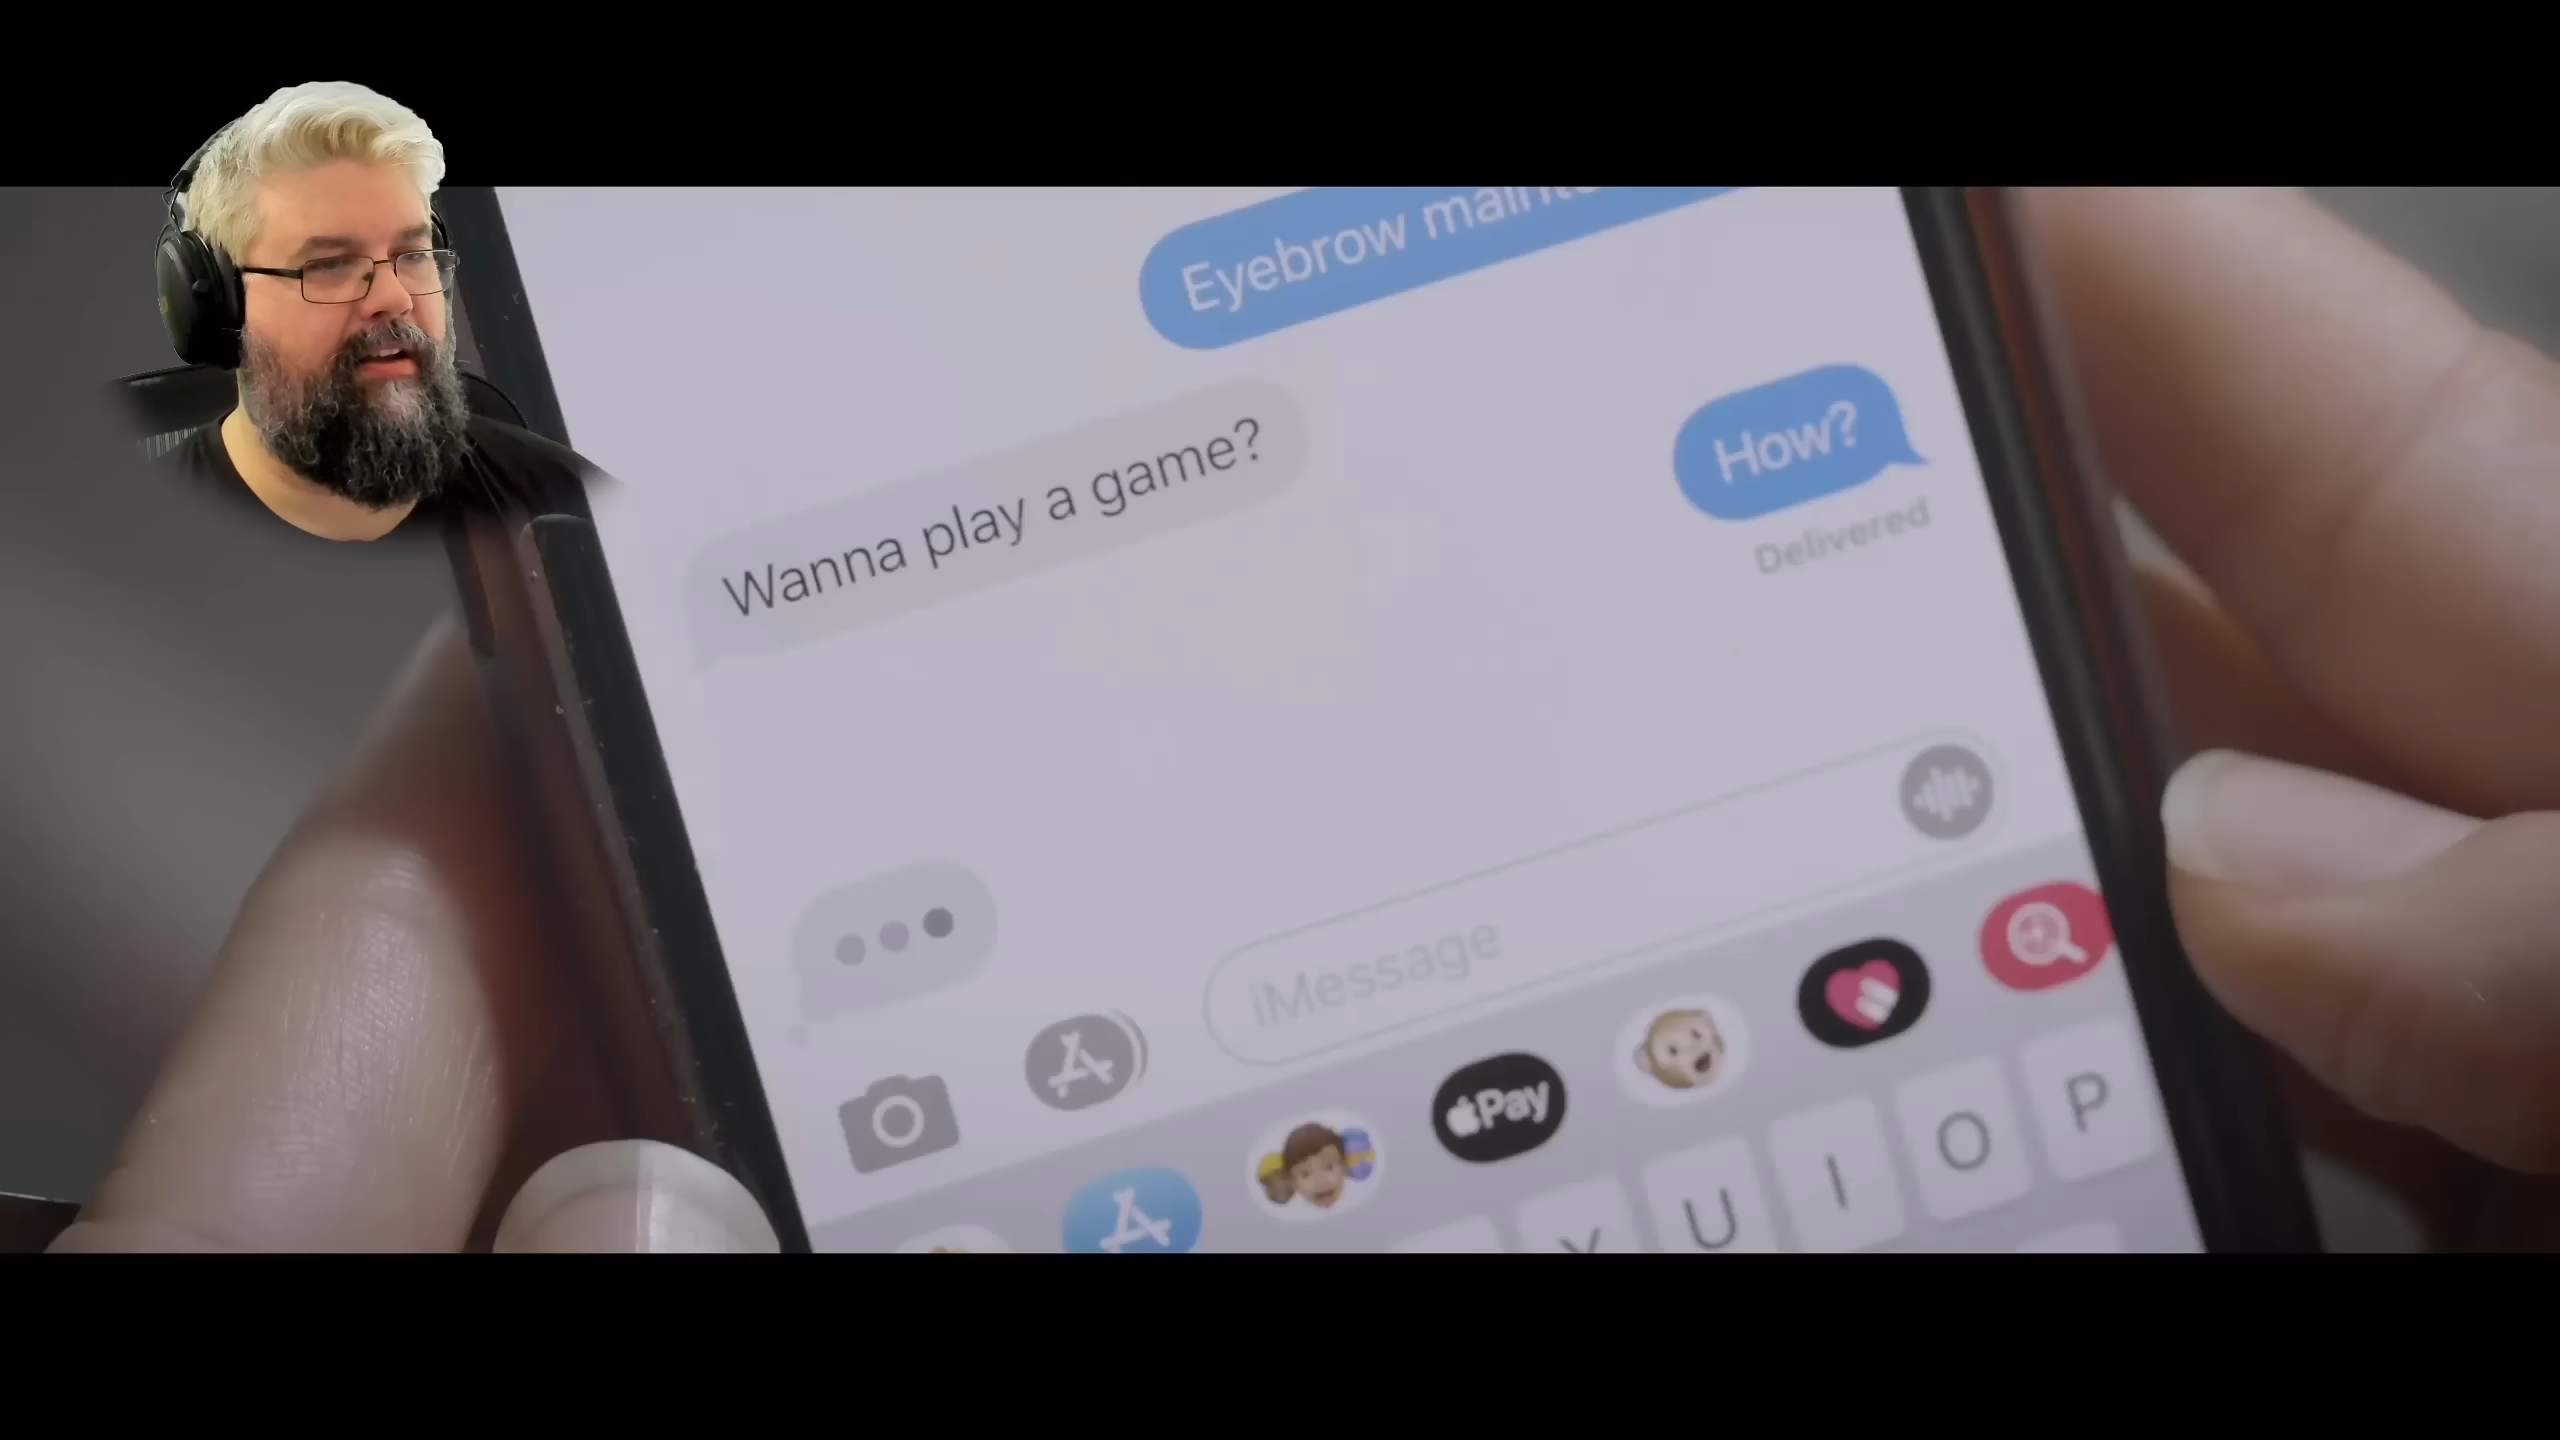 Eyebrow
Wanna play a game?
How?
Delivered
iMessage
Pay
Y U I O P